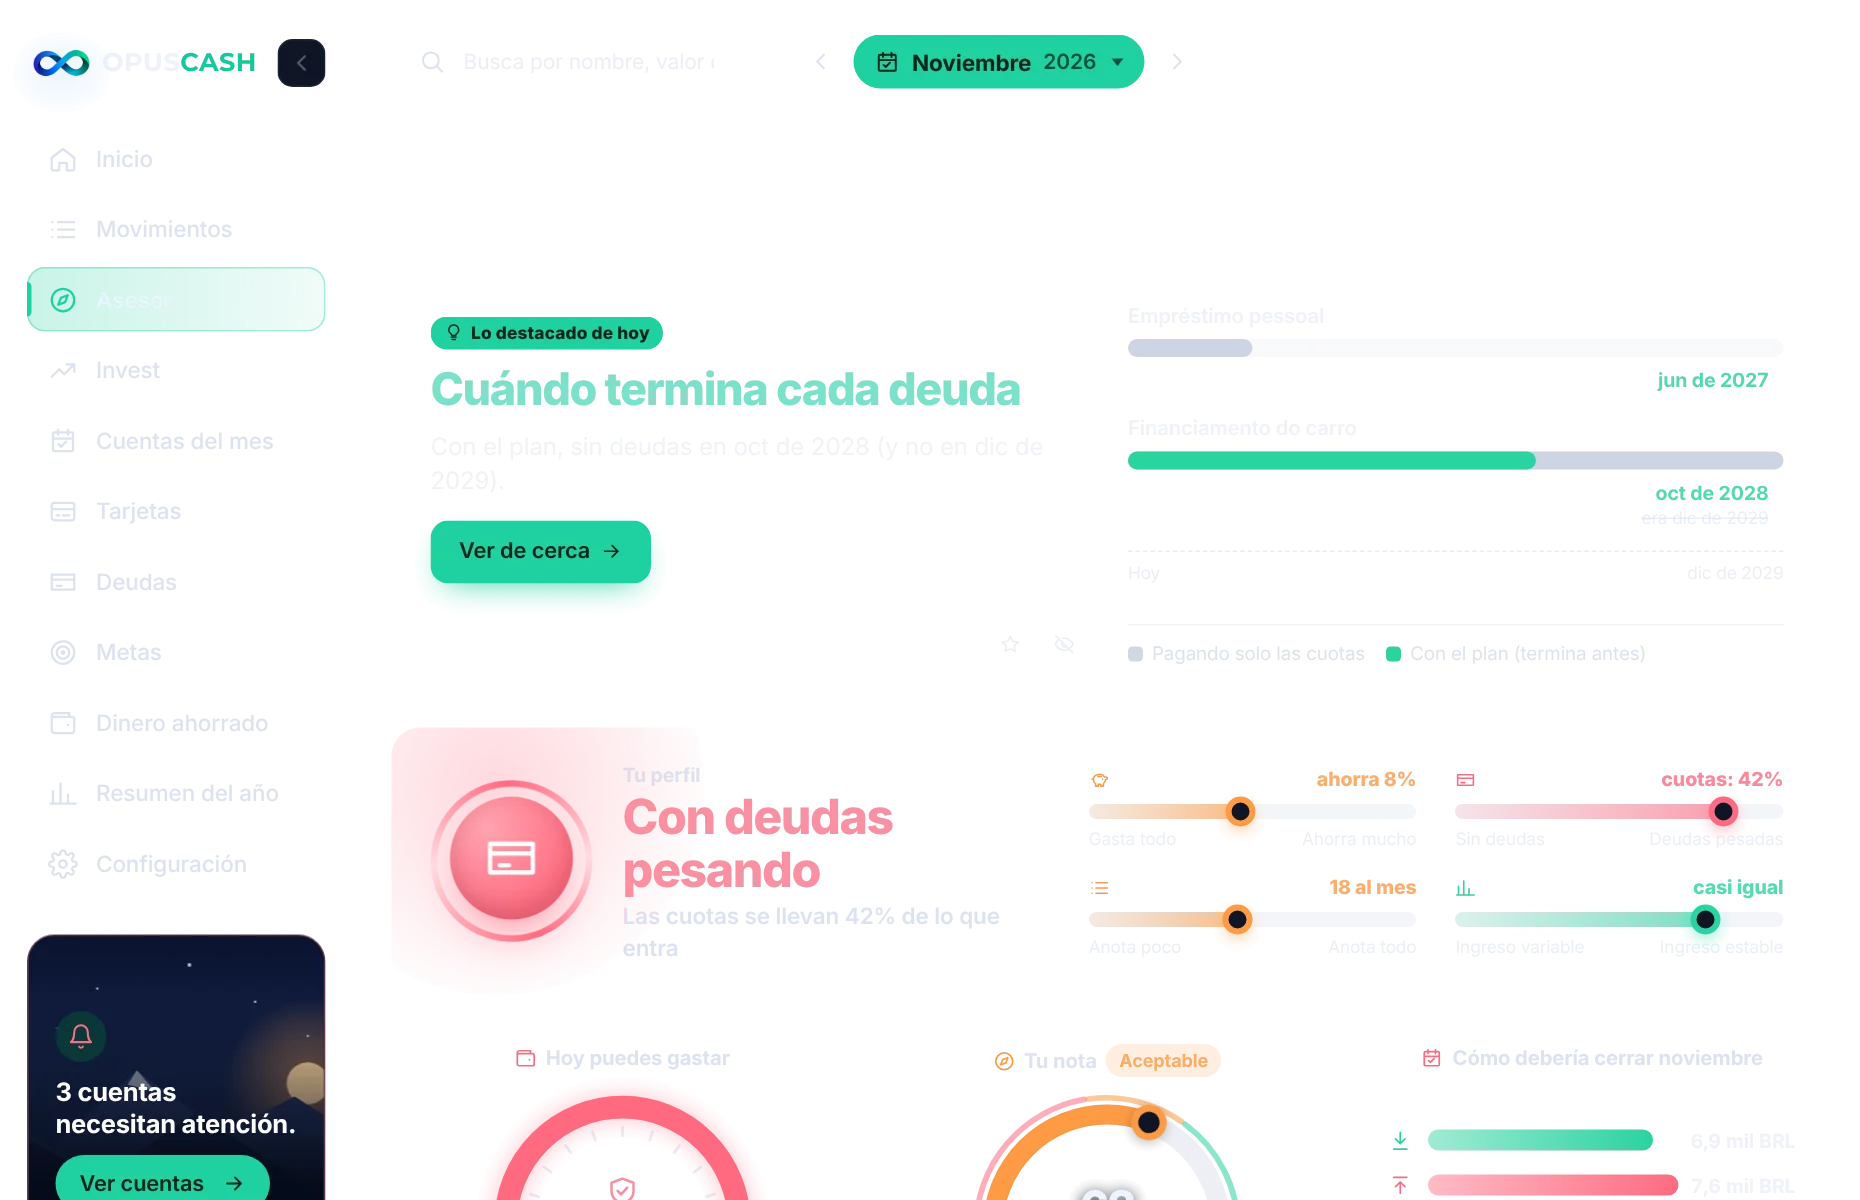 OPUSCASH
Busca por nombre, valor
Noviembre 2026
Inicio
Movimientos
Asesor
Invest
Cuentas del mes
Tarjetas
Deudas
Metas
Dinero ahorrado
Resumen del año
Configuración
3 cuentas
necesitan atención.
Ver cuentas
Lo destacado de hoy
Cuándo termina cada deuda
Con el plan, sin deudas en oct de 2028 (y no en dic de
2029).
Ver de cerca
Empréstimo pessoal
jun de 2027
Financiamento do carro
oct de 2028
era dic de 2029
Hoy dic de 2029
Pagando solo las cuotas Con el plan (termina antes)
Tu perfil
Con deudas
pesando
Las cuotas se llevan 42% de lo que
entra
ahorra 8%
Gasta todo Ahorra mucho
cuotas: 42%
Sin deudas Deudas pesadas
18 al mes
Anota poco Anota todo
casi igual
Ingreso variable Ingreso estable
Hoy puedes gastar
Tu nota Aceptable
Cómo debería cerrar noviembre
6,9 mil BRL
7,6 mil BRL